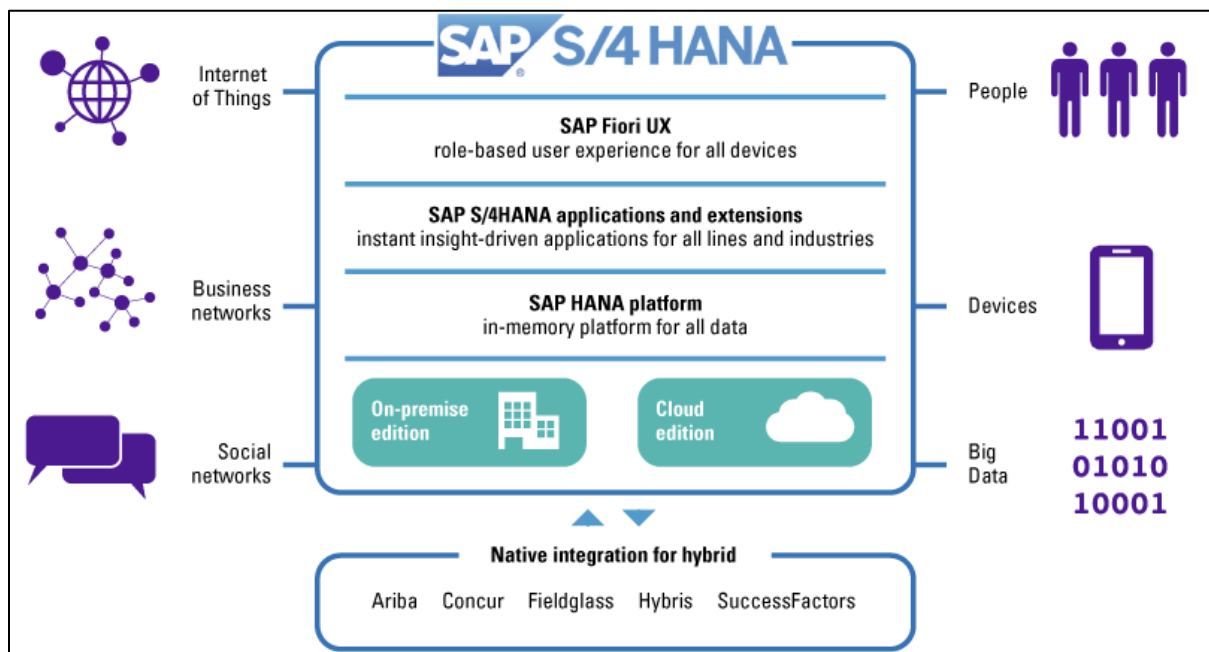 SAP® S/4 HANA
Internet
of Things
Business
networks
Social
networks
SAP Fiori UX
role-based user experience for all devices
SAP S/4HANA applications and extensions
instant insight-driven applications for all lines and industries
SAP HANA platform
in-memory platform for all data
On-premise
edition
Cloud
edition
People
Devices
Big
Data
11001
01010
10001
Native integration for hybrid
Ariba Concur Fieldglass Hybris SuccessFactors